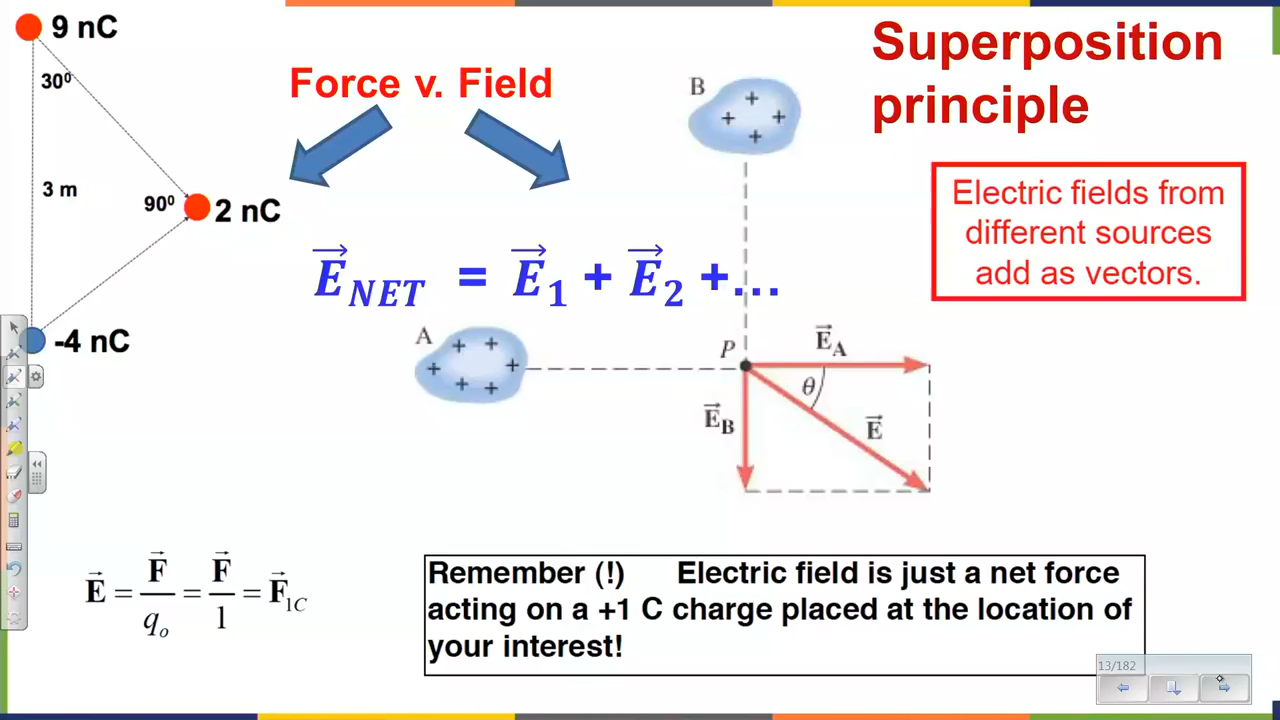 Superposition
principle
Force v. Field
9 nC
30⁰
3 m
90⁰
2 nC
-4 nC
B
+ + + +
Electric fields from
different sources
add as vectors.
E⃗_NET = E⃗₁ + E⃗₂ +...
A
+ + + + + +
P
E⃗_A
θ
E⃗_B
E⃗
E⃗ = F⃗/qₒ = F⃗/1 = F⃗_1C
Remember (!) Electric field is just a net force
acting on a +1 C charge placed at the location of
your interest!
13/182